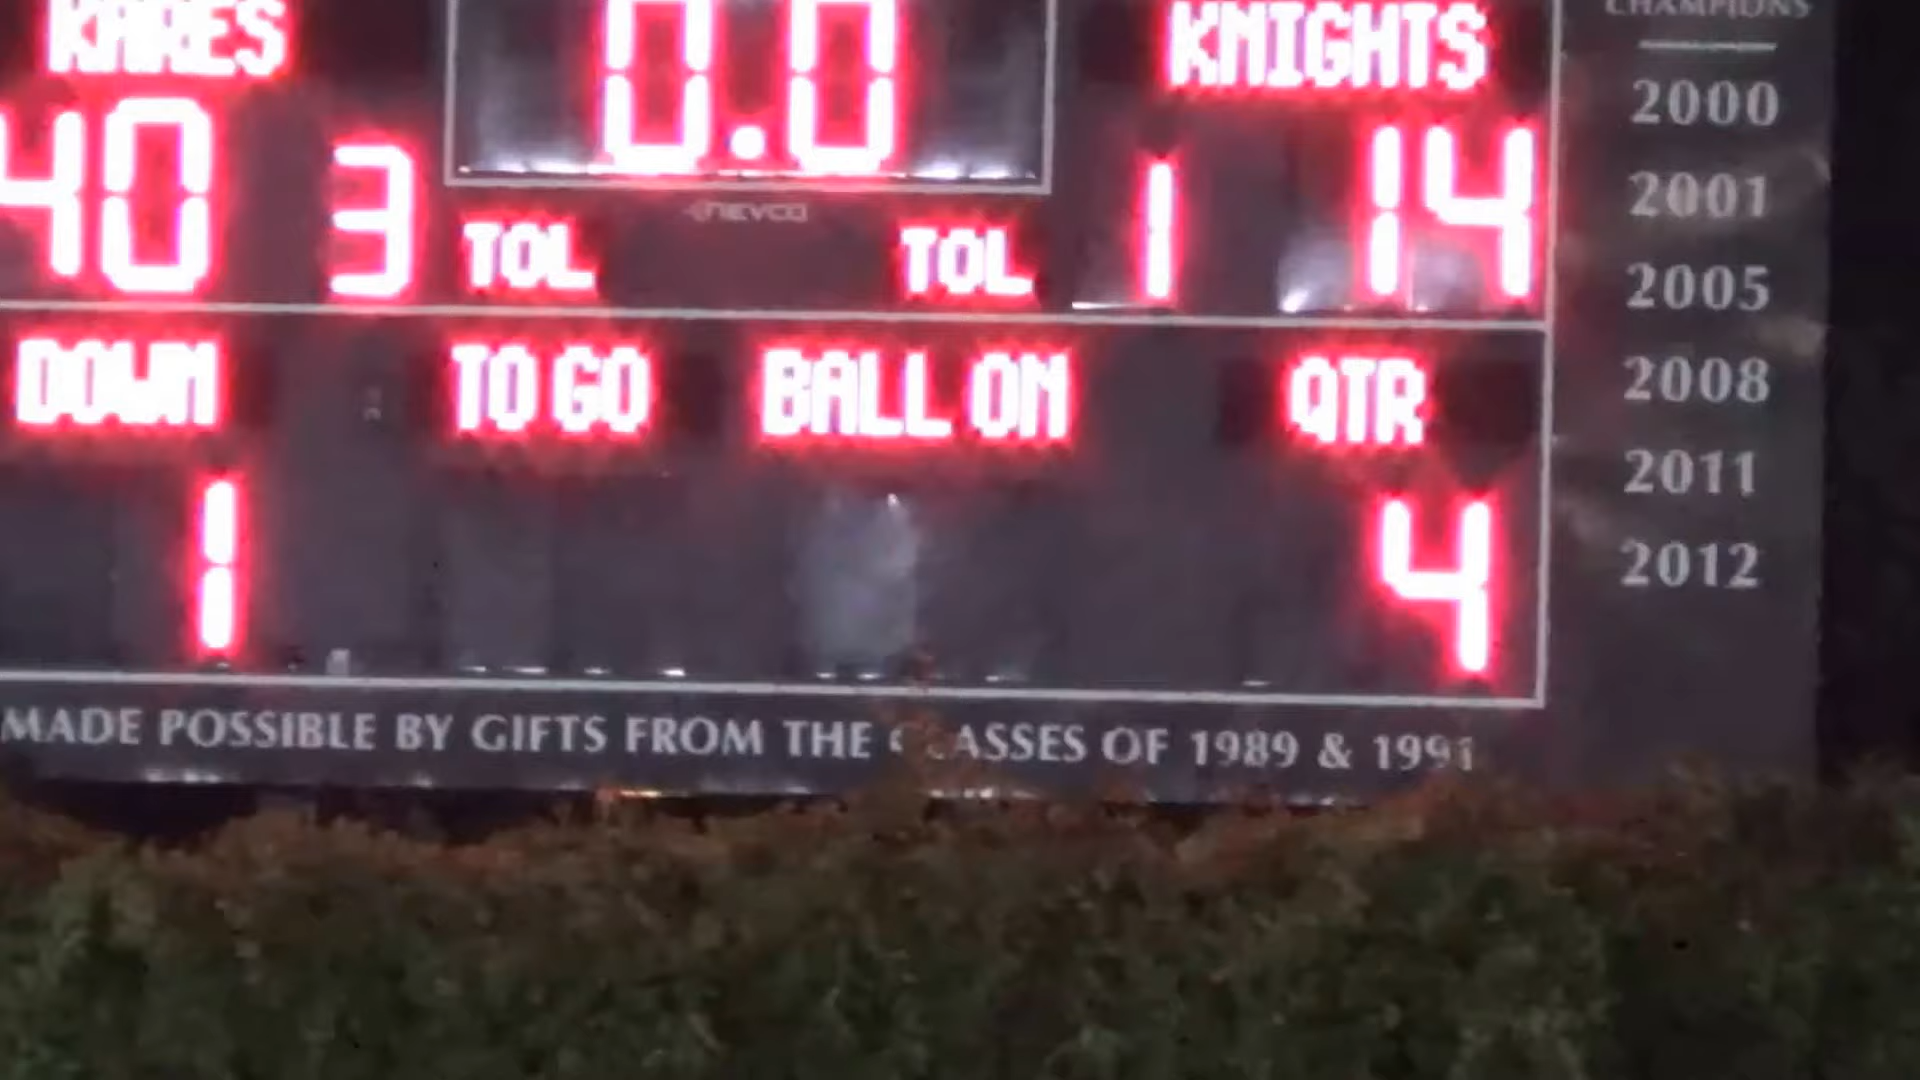 KARES 0.0 KNIGHTS
40 3 TOL TOL 1 14
NEVCO
DOWN TO GO BALL ON QTR
1 4
MADE POSSIBLE BY GIFTS FROM THE CLASSES OF 1989 & 1991
CHAMPIONS
2000
2001
2005
2008
2011
2012